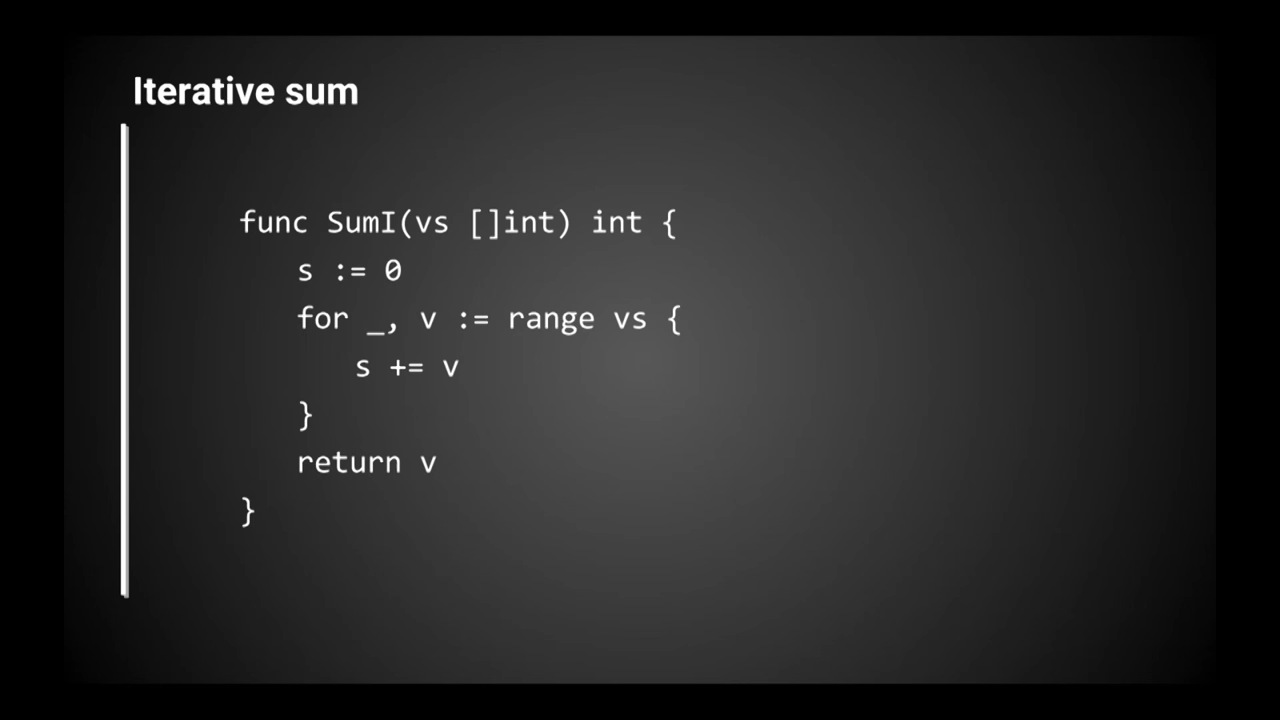 Iterative sum
func SumI(vs []int) int {
s := 0
for _, v := range vs {
s += v
}
return v
}